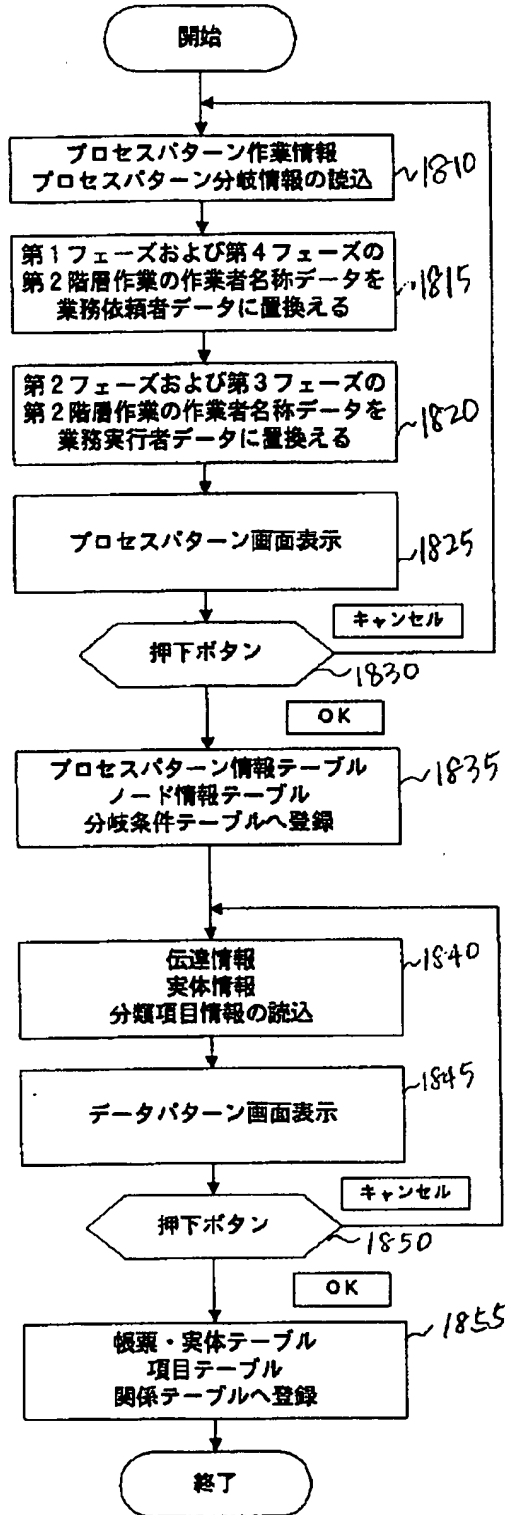 開始
プロセスパターン作業情報
プロセスパターン分岐情報の読込
1810
第1フェーズおよび第4フェーズの
第2階層作業の作業者名称データを
業務依頼者データに置換える
1815
第2フェーズおよび第3フェーズの
第2階層作業の作業者名称データを
業務実行者データに置換える
1820
プロセスパターン画面表示
1825
キャンセル
押下ボタン
1830
OK
プロセスパターン情報テーブル
ノード情報テーブル
分岐条件テーブルへ登録
1835
伝達情報
実体情報
分類項目情報の読込
1840
データパターン画面表示
1845
キャンセル
押下ボタン
1850
OK
帳票・実体テーブル
項目テーブル
関係テーブルへ登録
1855
終了